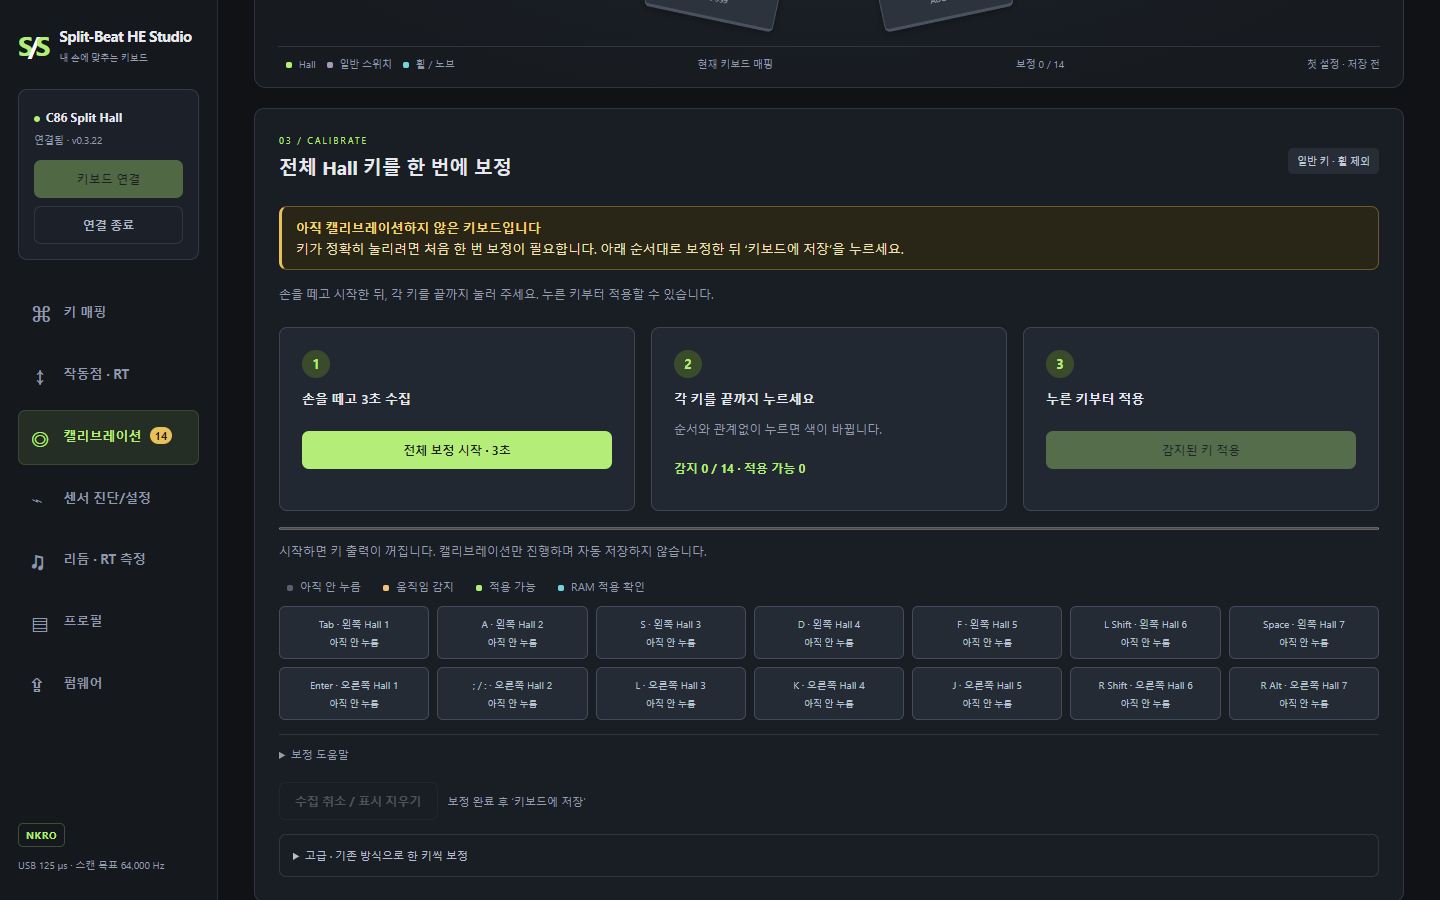 S/S
Split-Beat HE Studio
내 손에 맞추는 키보드
C86 Split Hall
연결됨 · v0.3.22
키보드 연결
연결 종료
키 매핑
작동점 · RT
캘리브레이션 14
센서 진단/설정
리듬 · RT 측정
프로필
펌웨어
NKRO
USB 125 µs · 스캔 목표 64,000 Hz
Hall 일반 스위치 휠 / 노브 현재 키보드 매핑 보정 0 / 14 첫 설정 · 저장 전
03 / CALIBRATE
전체 Hall 키를 한 번에 보정
일반 키 · 휠 제외
아직 캘리브레이션하지 않은 키보드입니다
키가 정확히 눌리려면 처음 한 번 보정이 필요합니다. 아래 순서대로 보정한 뒤 ‘키보드에 저장’을 누르세요.
손을 떼고 시작한 뒤, 각 키를 끝까지 눌러 주세요. 누른 키부터 적용할 수 있습니다.
1
손을 떼고 3초 수집
전체 보정 시작 · 3초
2
각 키를 끝까지 누르세요
순서와 관계없이 누르면 색이 바뀝니다.
감지 0 / 14 · 적용 가능 0
3
누른 키부터 적용
감지된 키 적용
시작하면 키 출력이 꺼집니다. 캘리브레이션만 진행하며 자동 저장하지 않습니다.
아직 안 누름 움직임 감지 적용 가능 RAM 적용 확인
Tab · 왼쪽 Hall 1
아직 안 누름
A · 왼쪽 Hall 2
아직 안 누름
S · 왼쪽 Hall 3
아직 안 누름
D · 왼쪽 Hall 4
아직 안 누름
F · 왼쪽 Hall 5
아직 안 누름
L Shift · 왼쪽 Hall 6
아직 안 누름
Space · 왼쪽 Hall 7
아직 안 누름
Enter · 오른쪽 Hall 1
아직 안 누름
; / : · 오른쪽 Hall 2
아직 안 누름
L · 오른쪽 Hall 3
아직 안 누름
K · 오른쪽 Hall 4
아직 안 누름
J · 오른쪽 Hall 5
아직 안 누름
R Shift · 오른쪽 Hall 6
아직 안 누름
R Alt · 오른쪽 Hall 7
아직 안 누름
▶ 보정 도움말
수집 취소 / 표시 지우기
보정 완료 후 ‘키보드에 저장’
▶ 고급 · 기존 방식으로 한 키씩 보정